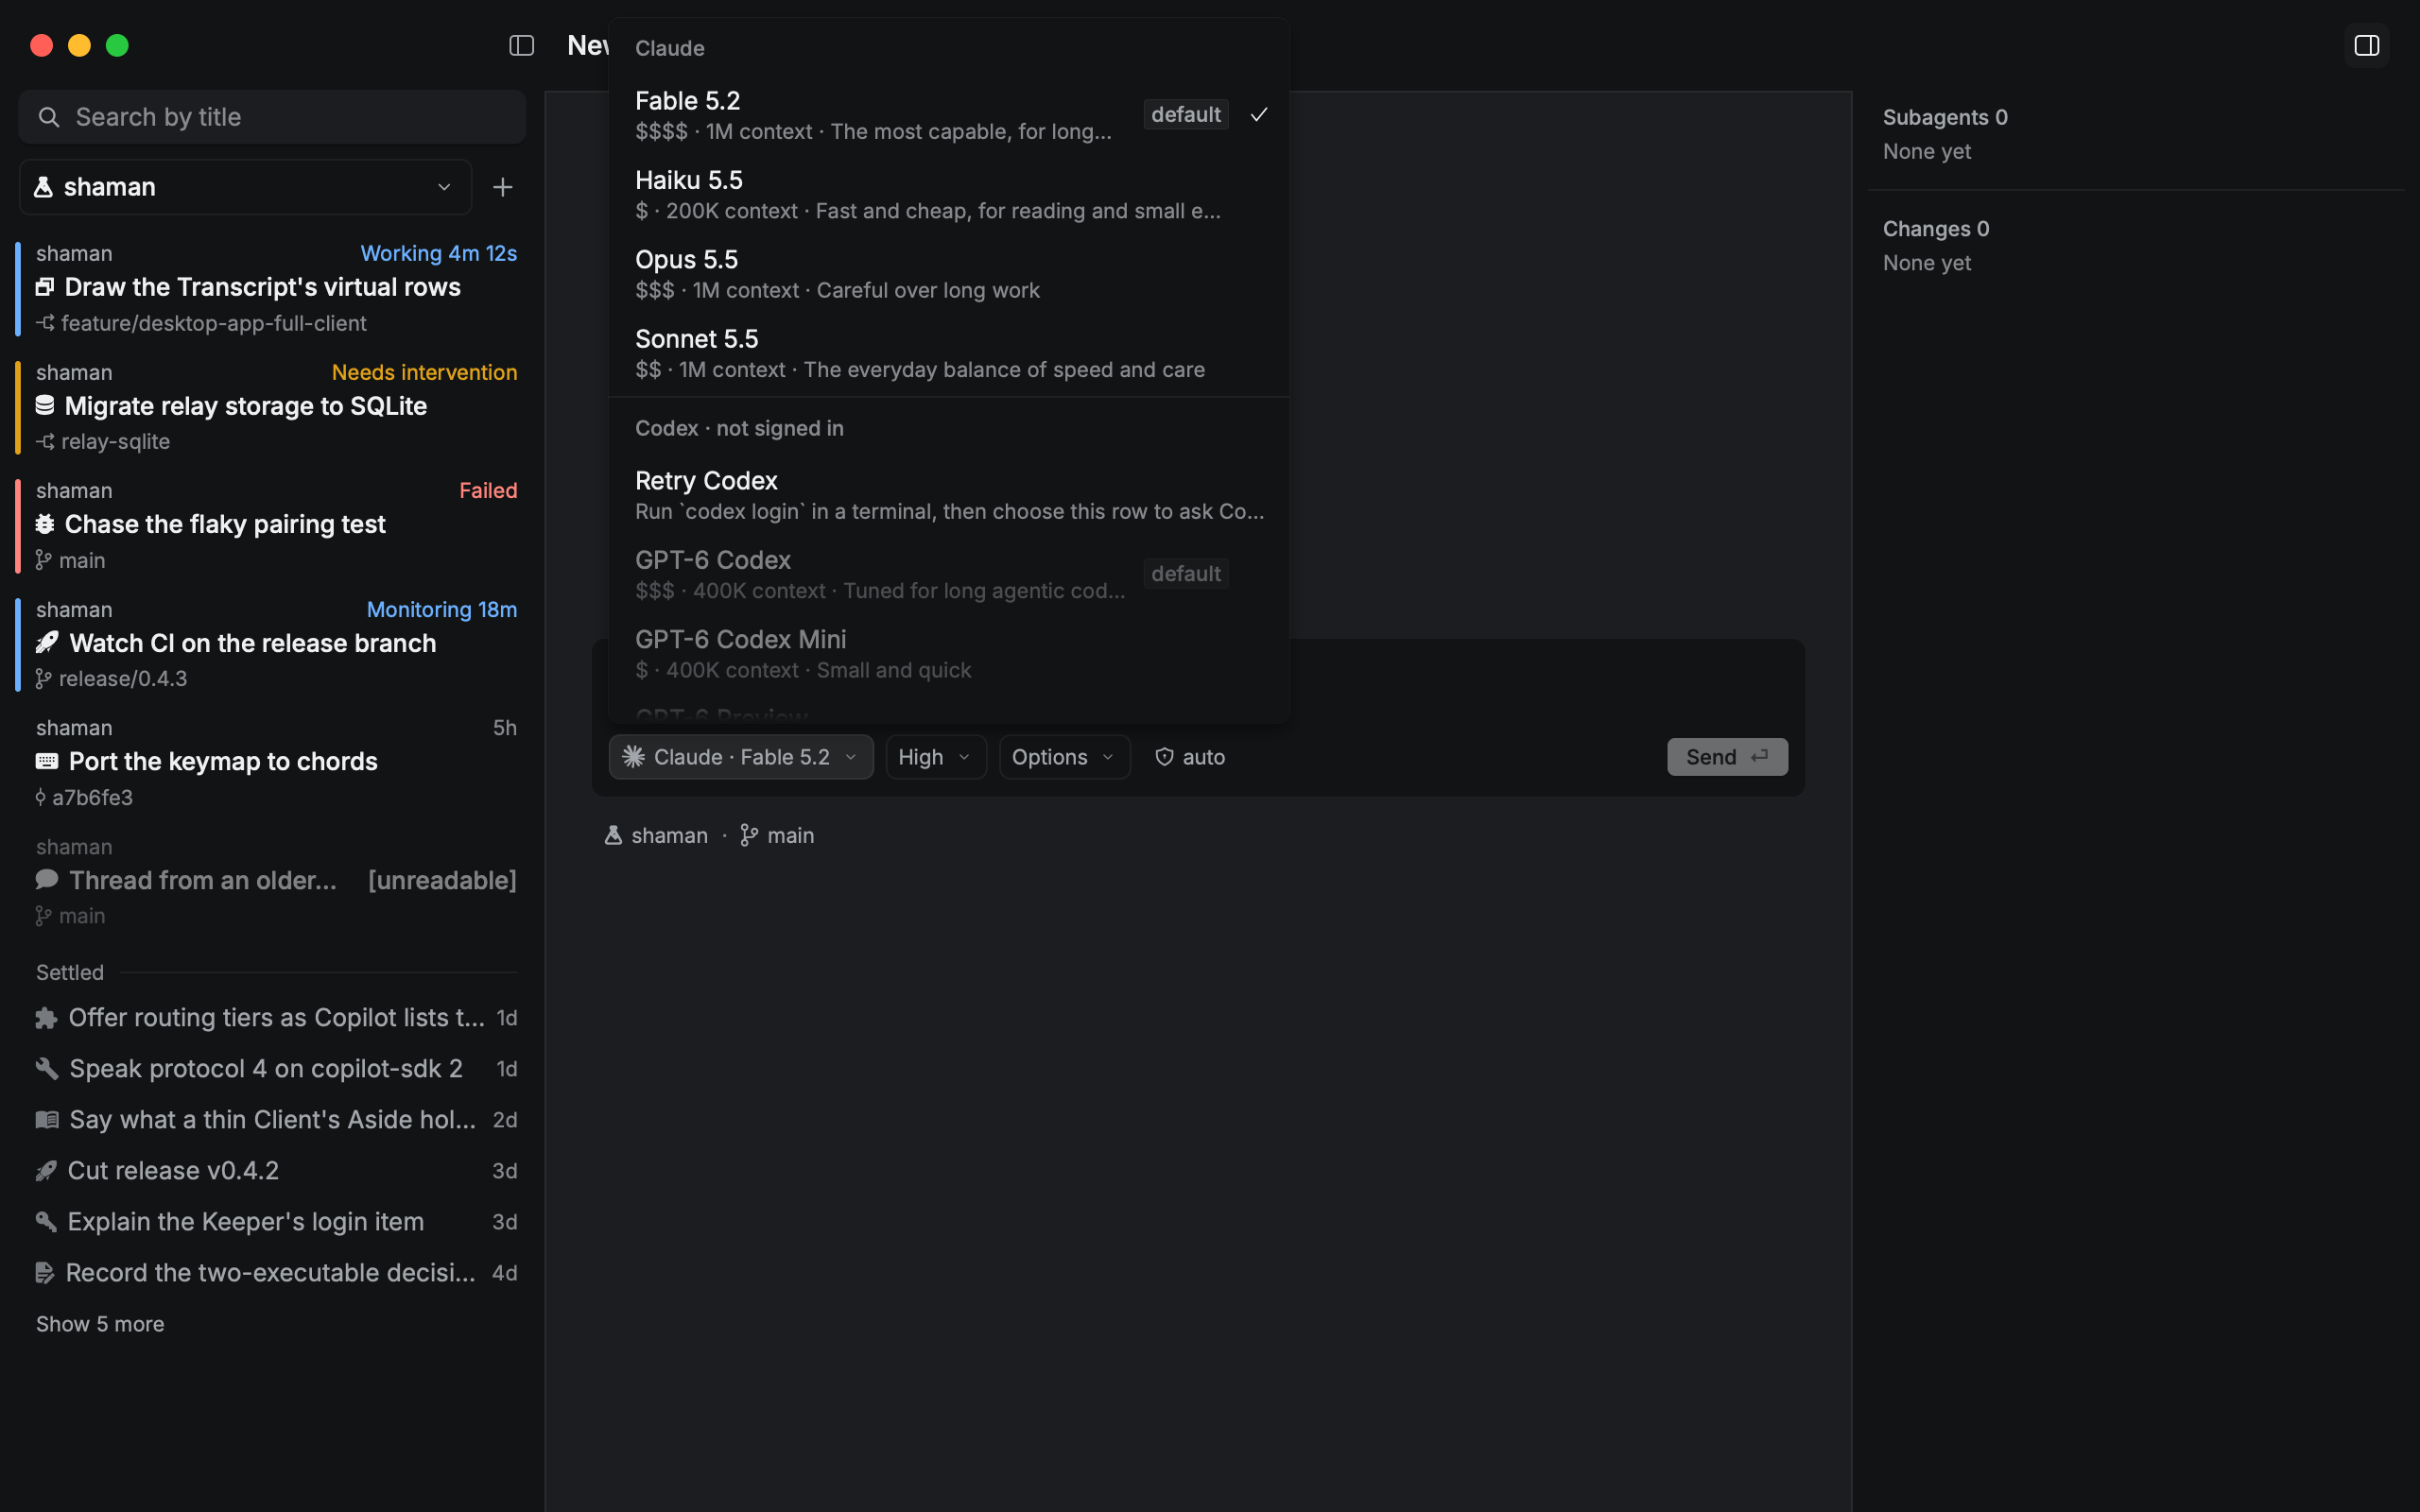 New
Search by title
shaman
shaman Working 4m 12s
Draw the Transcript's virtual rows
feature/desktop-app-full-client
shaman Needs intervention
Migrate relay storage to SQLite
relay-sqlite
shaman Failed
Chase the flaky pairing test
main
shaman Monitoring 18m
Watch CI on the release branch
release/0.4.3
shaman 5h
Port the keymap to chords
a7b6fe3
shaman
Thread from an older... [unreadable]
main
Settled
Offer routing tiers as Copilot lists t... 1d
Speak protocol 4 on copilot-sdk 2 1d
Say what a thin Client's Aside hol... 2d
Cut release v0.4.2 3d
Explain the Keeper's login item 3d
Record the two-executable decisi... 4d
Show 5 more
Claude
Fable 5.2 default
$$$$ · 1M context · The most capable, for long...
Haiku 5.5
$ · 200K context · Fast and cheap, for reading and small e...
Opus 5.5
$$$ · 1M context · Careful over long work
Sonnet 5.5
$$ · 1M context · The everyday balance of speed and care
Codex · not signed in
Retry Codex
Run `codex login` in a terminal, then choose this row to ask Co...
GPT-6 Codex default
$$$ · 400K context · Tuned for long agentic cod...
GPT-6 Codex Mini
$ · 400K context · Small and quick
GPT-6 Preview
Claude · Fable 5.2 High Options auto Send
shaman · main
Subagents 0
None yet
Changes 0
None yet